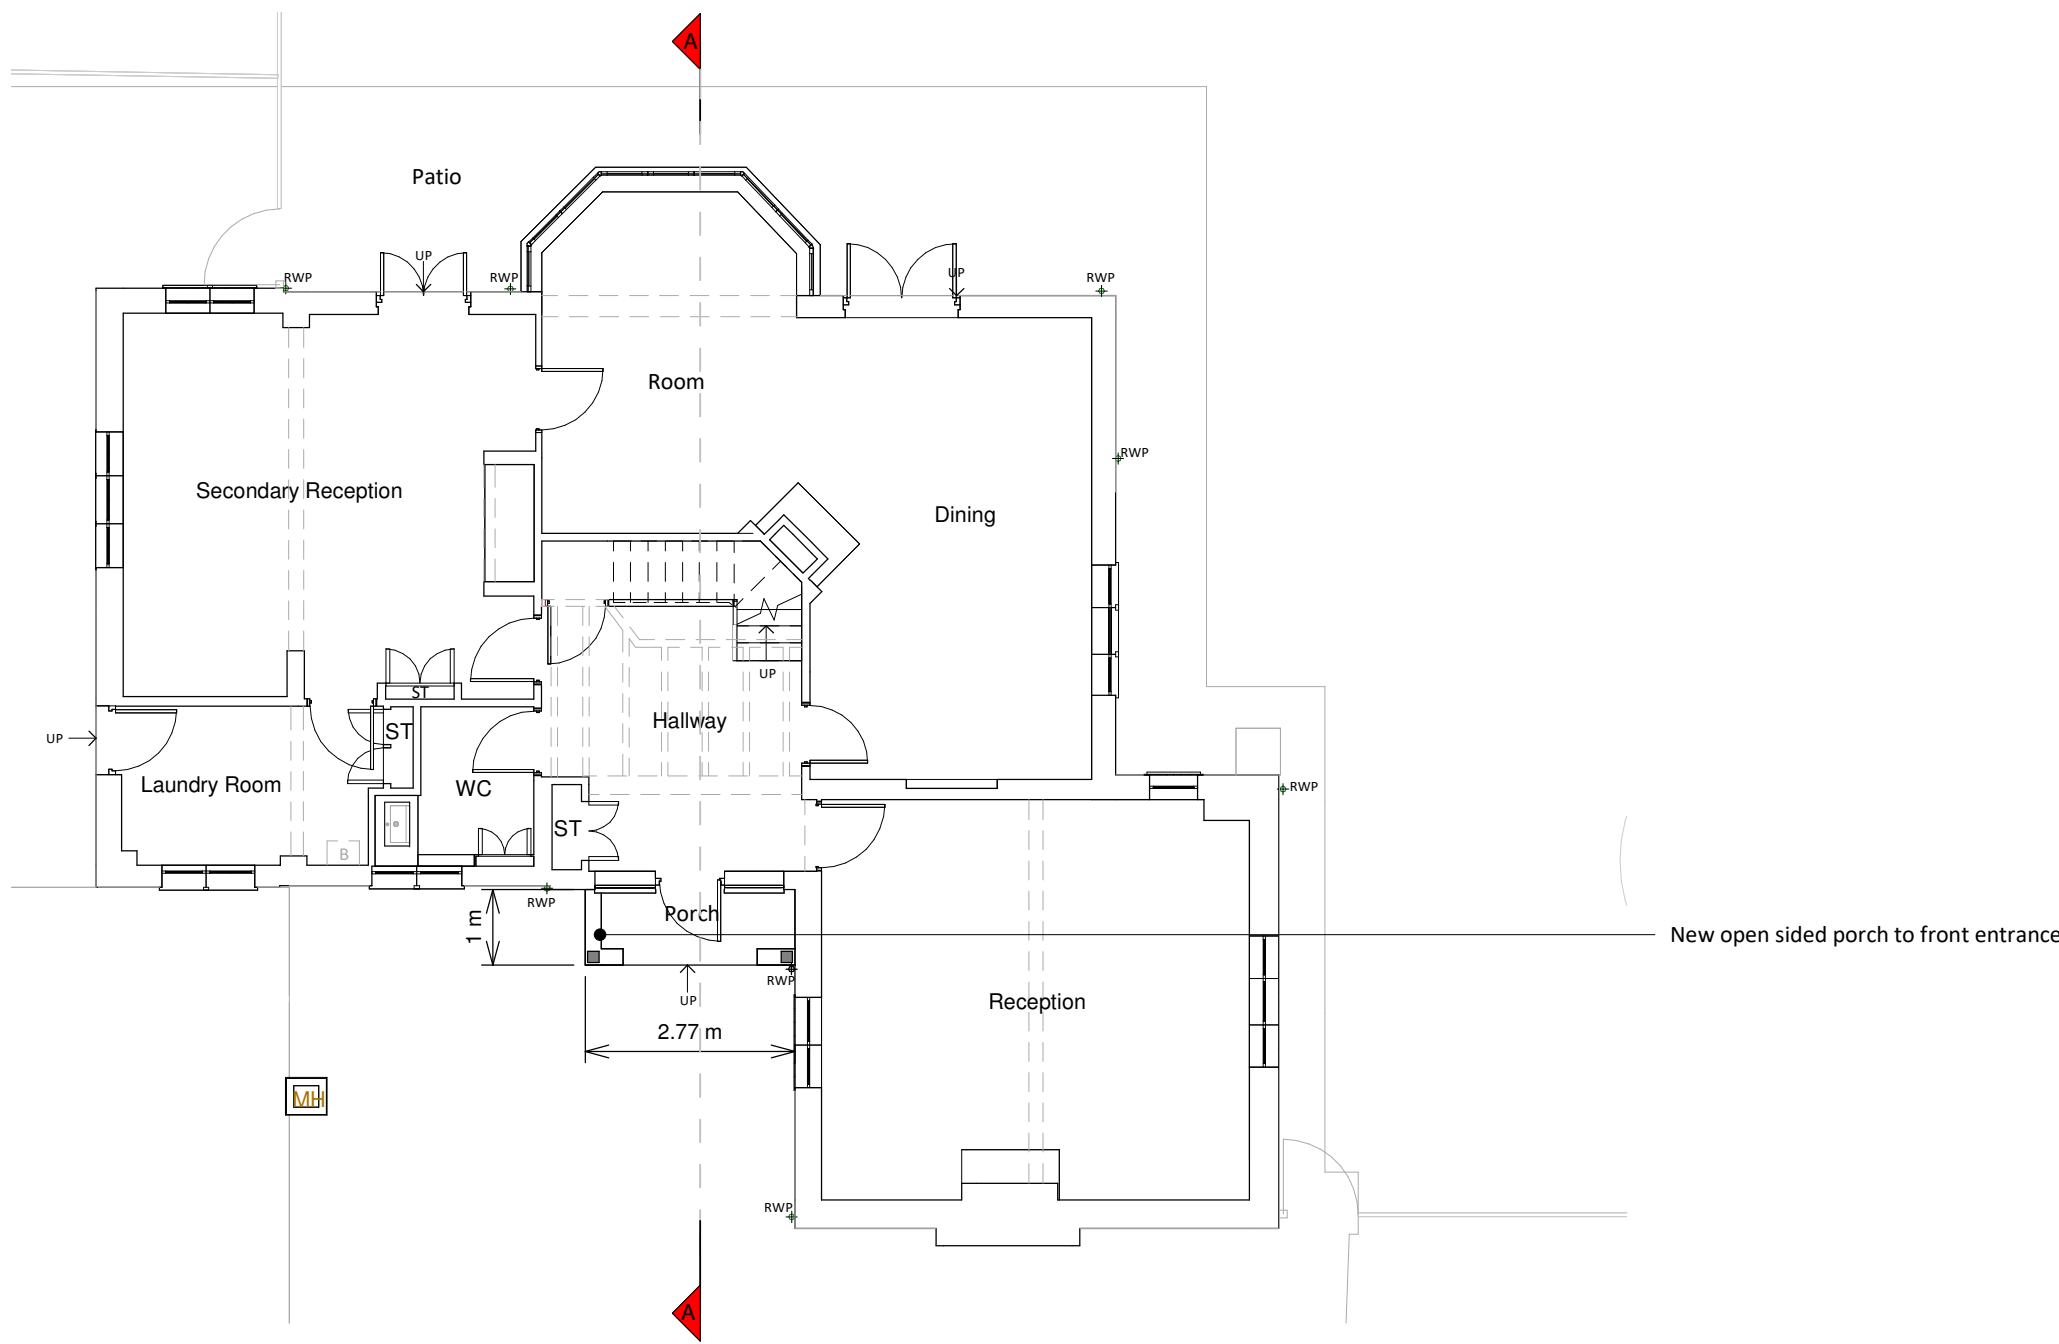 A
Patio
UP
RWP
RWP
UP
RWP
Room
RWP
Secondary Reception
Dining
UP
ST
Hallway
ST
UP
Laundry Room
WC
RWP
ST
B
RWP
Porch
1 m
New open sided porch to front entrance
RWP
UP
Reception
2.77 m
MH
RWP
A